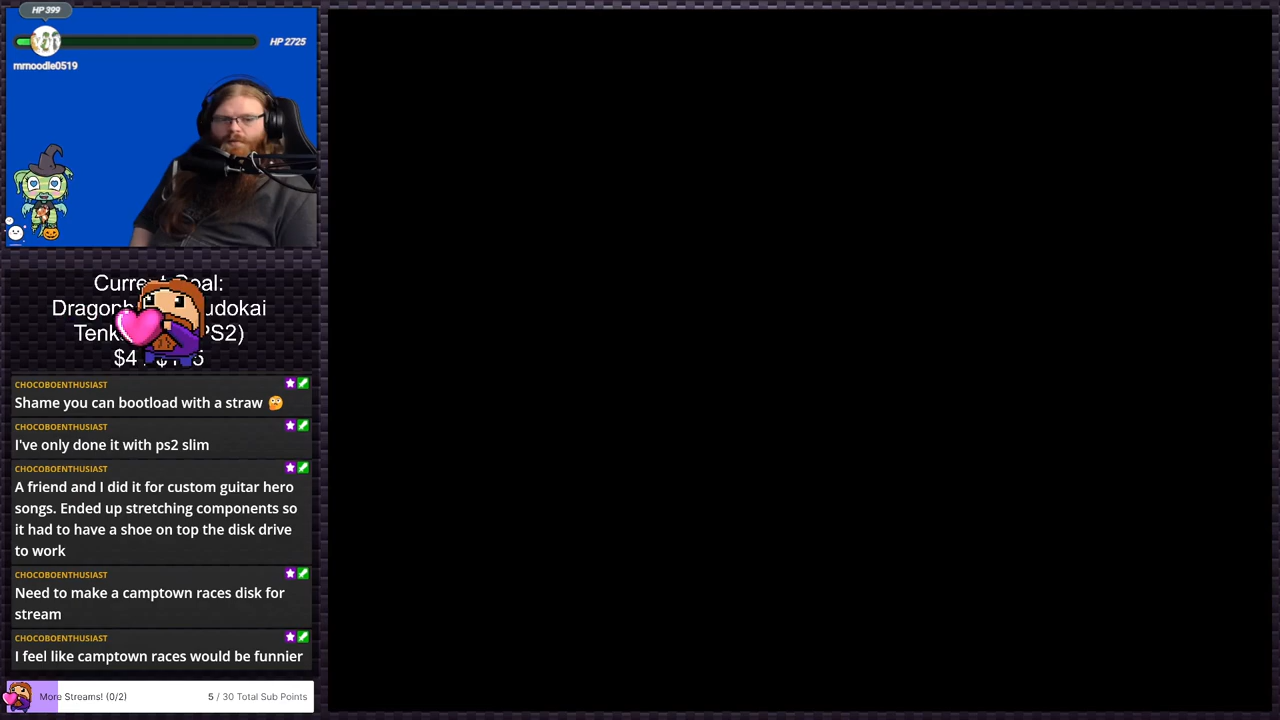 HP 399
HP 2725
mmoodle0519
Current Goal:
udokai
PS2)
CHOCOBOENTHUSIAST
Shame you can bootload with a straw
CHOCOBOENTHUSIAST
I've only done it with ps2 slim
CHOCOBOENTHUSIAST
A friend and I did it for custom guitar hero
songs. Ended up stretching components so
it had to have a shoe on top the disk drive
to work
CHOCOBOENTHUSIAST
Need to make a camptown races disk for
stream
CHOCOBOENTHUSIAST
I feel like camptown races would be funnier
More Streams! (0/2)
5 / 30 Total Sub Points